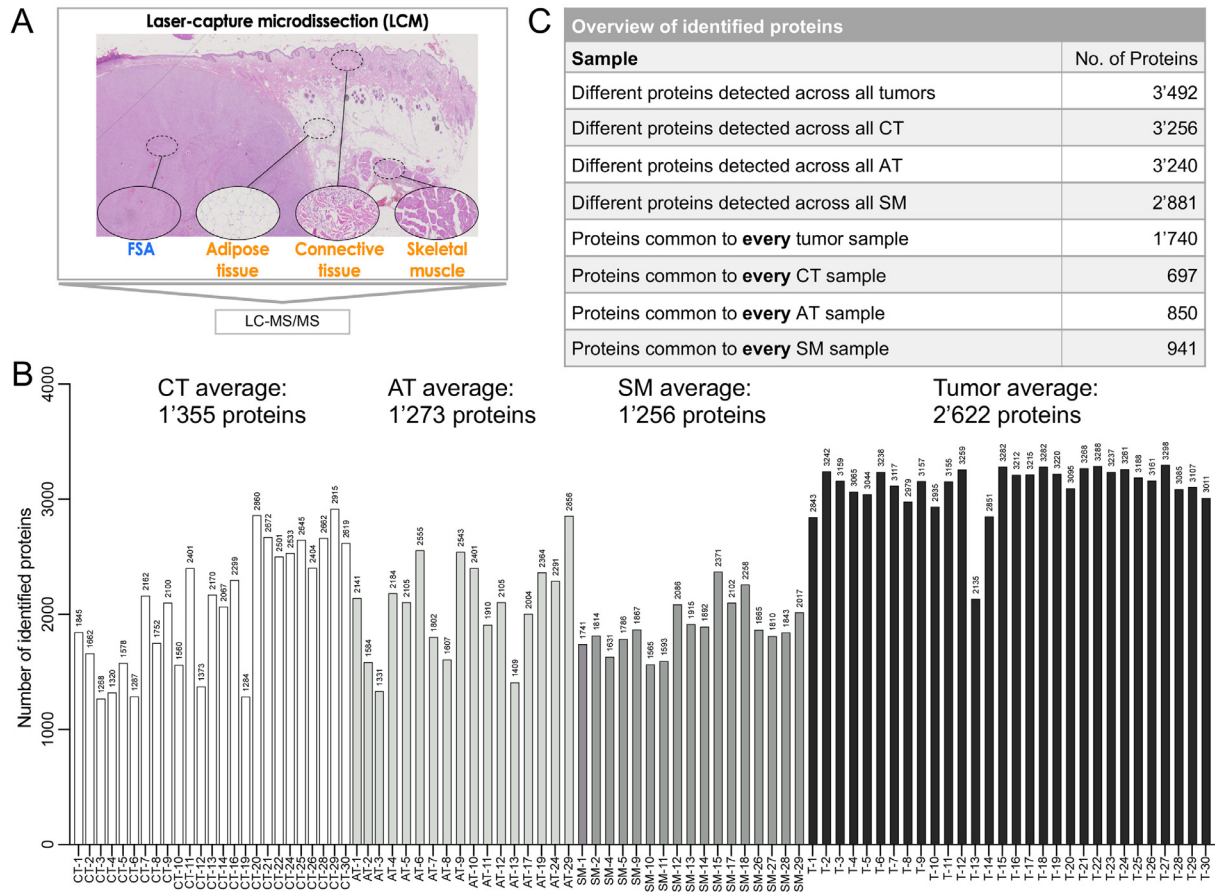 A
Laser-capture microdissection (LCM)
FSA
Adipose tissue
Connective tissue
Skeletal muscle
LC-MS/MS
C
Overview of identified proteins
Sample No. of Proteins
Different proteins detected across all tumors 3'492
Different proteins detected across all CT 3'256
Different proteins detected across all AT 3'240
Different proteins detected across all SM 2'881
Proteins common to every tumor sample 1'740
Proteins common to every CT sample 697
Proteins common to every AT sample 850
Proteins common to every SM sample 941
B
CT average:
1'355 proteins
AT average:
1'273 proteins
SM average:
1'256 proteins
Tumor average:
2'622 proteins
Number of identified proteins
4000
3000
2000
1000
0
1845 1662 1268 1320 1578 1287 2162 1752 2100 1560 2401 1373 2170 2067 2299 1284 2860 2672 2501 2533 2645 2404 2662 2915 2619
2141 1584 1331 2184 2105 2555 1802 1607 2543 2401 1910 2105 1409 2004 2364 2291 2856
1741 1814 1631 1786 1867 1565 1593 2086 1915 1892 2371 2102 2258 1865 1810 1843 2017
2843 3242 3159 3065 3044 3238 3117 2979 3157 2935 3155 3259 2135 2851 3282 3212 3215 3282 3220 3095 3268 3288 3237 3261 3188 3161 3298 3085 3107 3011
CT-1 CT-2 CT-3 CT-4 CT-5 CT-6 CT-7 CT-8 CT-9 CT-10 CT-11 CT-12 CT-13 CT-14 CT-16 CT-19 CT-20 CT-21 CT-22 CT-24 CT-25 CT-26 CT-28 CT-29 CT-30
AT-1 AT-2 AT-3 AT-4 AT-5 AT-6 AT-7 AT-8 AT-9 AT-10 AT-11 AT-12 AT-13 AT-17 AT-19 AT-24 AT-29
SM-1 SM-2 SM-4 SM-5 SM-9 SM-10 SM-11 SM-12 SM-13 SM-14 SM-15 SM-17 SM-18 SM-26 SM-27 SM-28 SM-29
T-1 T-2 T-3 T-4 T-5 T-6 T-7 T-8 T-9 T-10 T-11 T-12 T-13 T-14 T-15 T-16 T-17 T-18 T-19 T-20 T-21 T-22 T-23 T-24 T-25 T-26 T-27 T-28 T-29 T-30